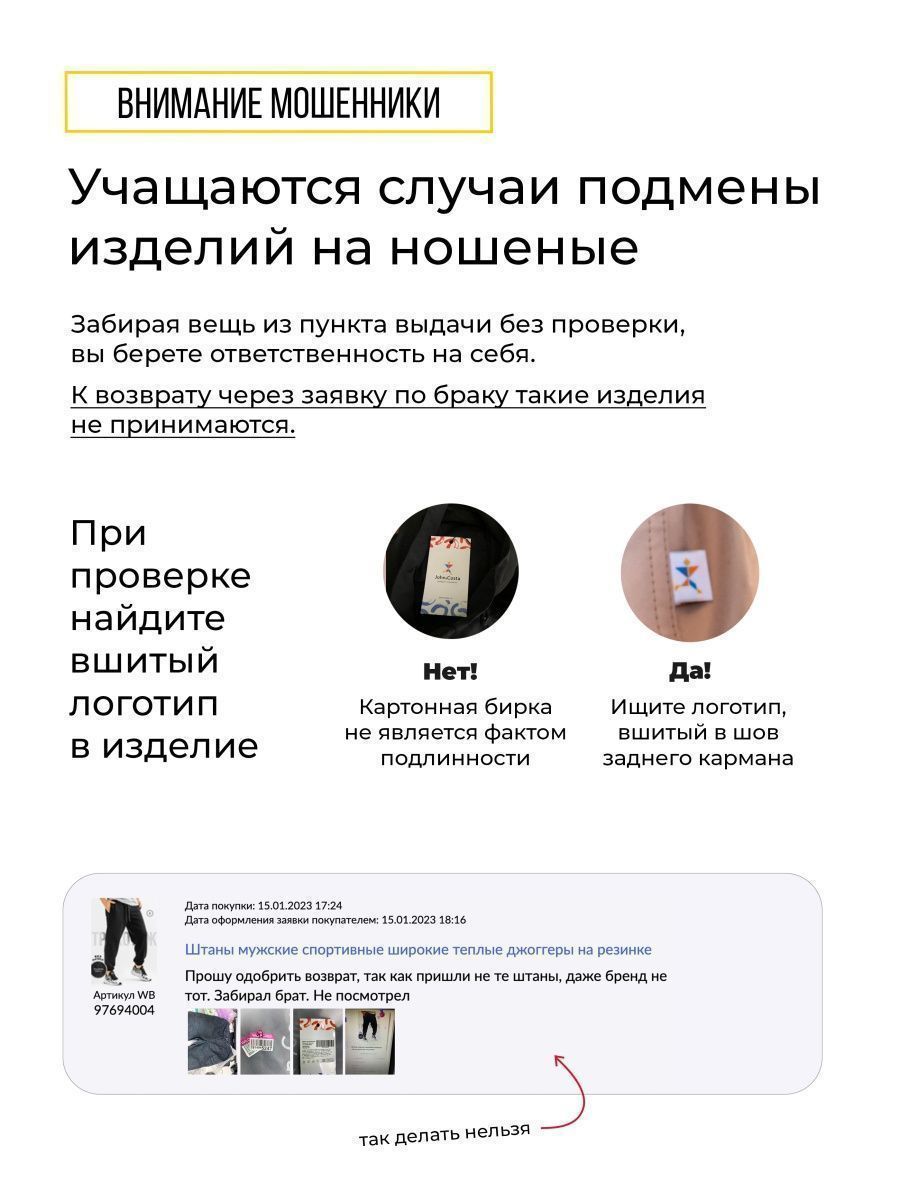 ВНИМАНИЕ МОШЕННИКИ
Учащаются случаи подмены
изделий на ношеные
Забирая вещь из пункта выдачи без проверки,
вы берете ответственность на себя.
К возврату через заявку по браку такие изделия
не принимаются.
При
проверке
найдите
вшитый
логотип
в изделие
JohnCosta
Нет!
Картонная бирка
не является фактом
подлинности
Да!
Ищите логотип,
вшитый в шов
заднего кармана
Дата покупки: 15.01.2023 17:24
Дата оформления заявки покупателем: 15.01.2023 18:16
Штаны мужские спортивные широкие теплые джоггеры на резинке
Прошу одобрить возврат, так как пришли не те штаны, даже бренд не
тот. Забирал брат. Не посмотрел
Артикул WB
97694004
так делать нельзя